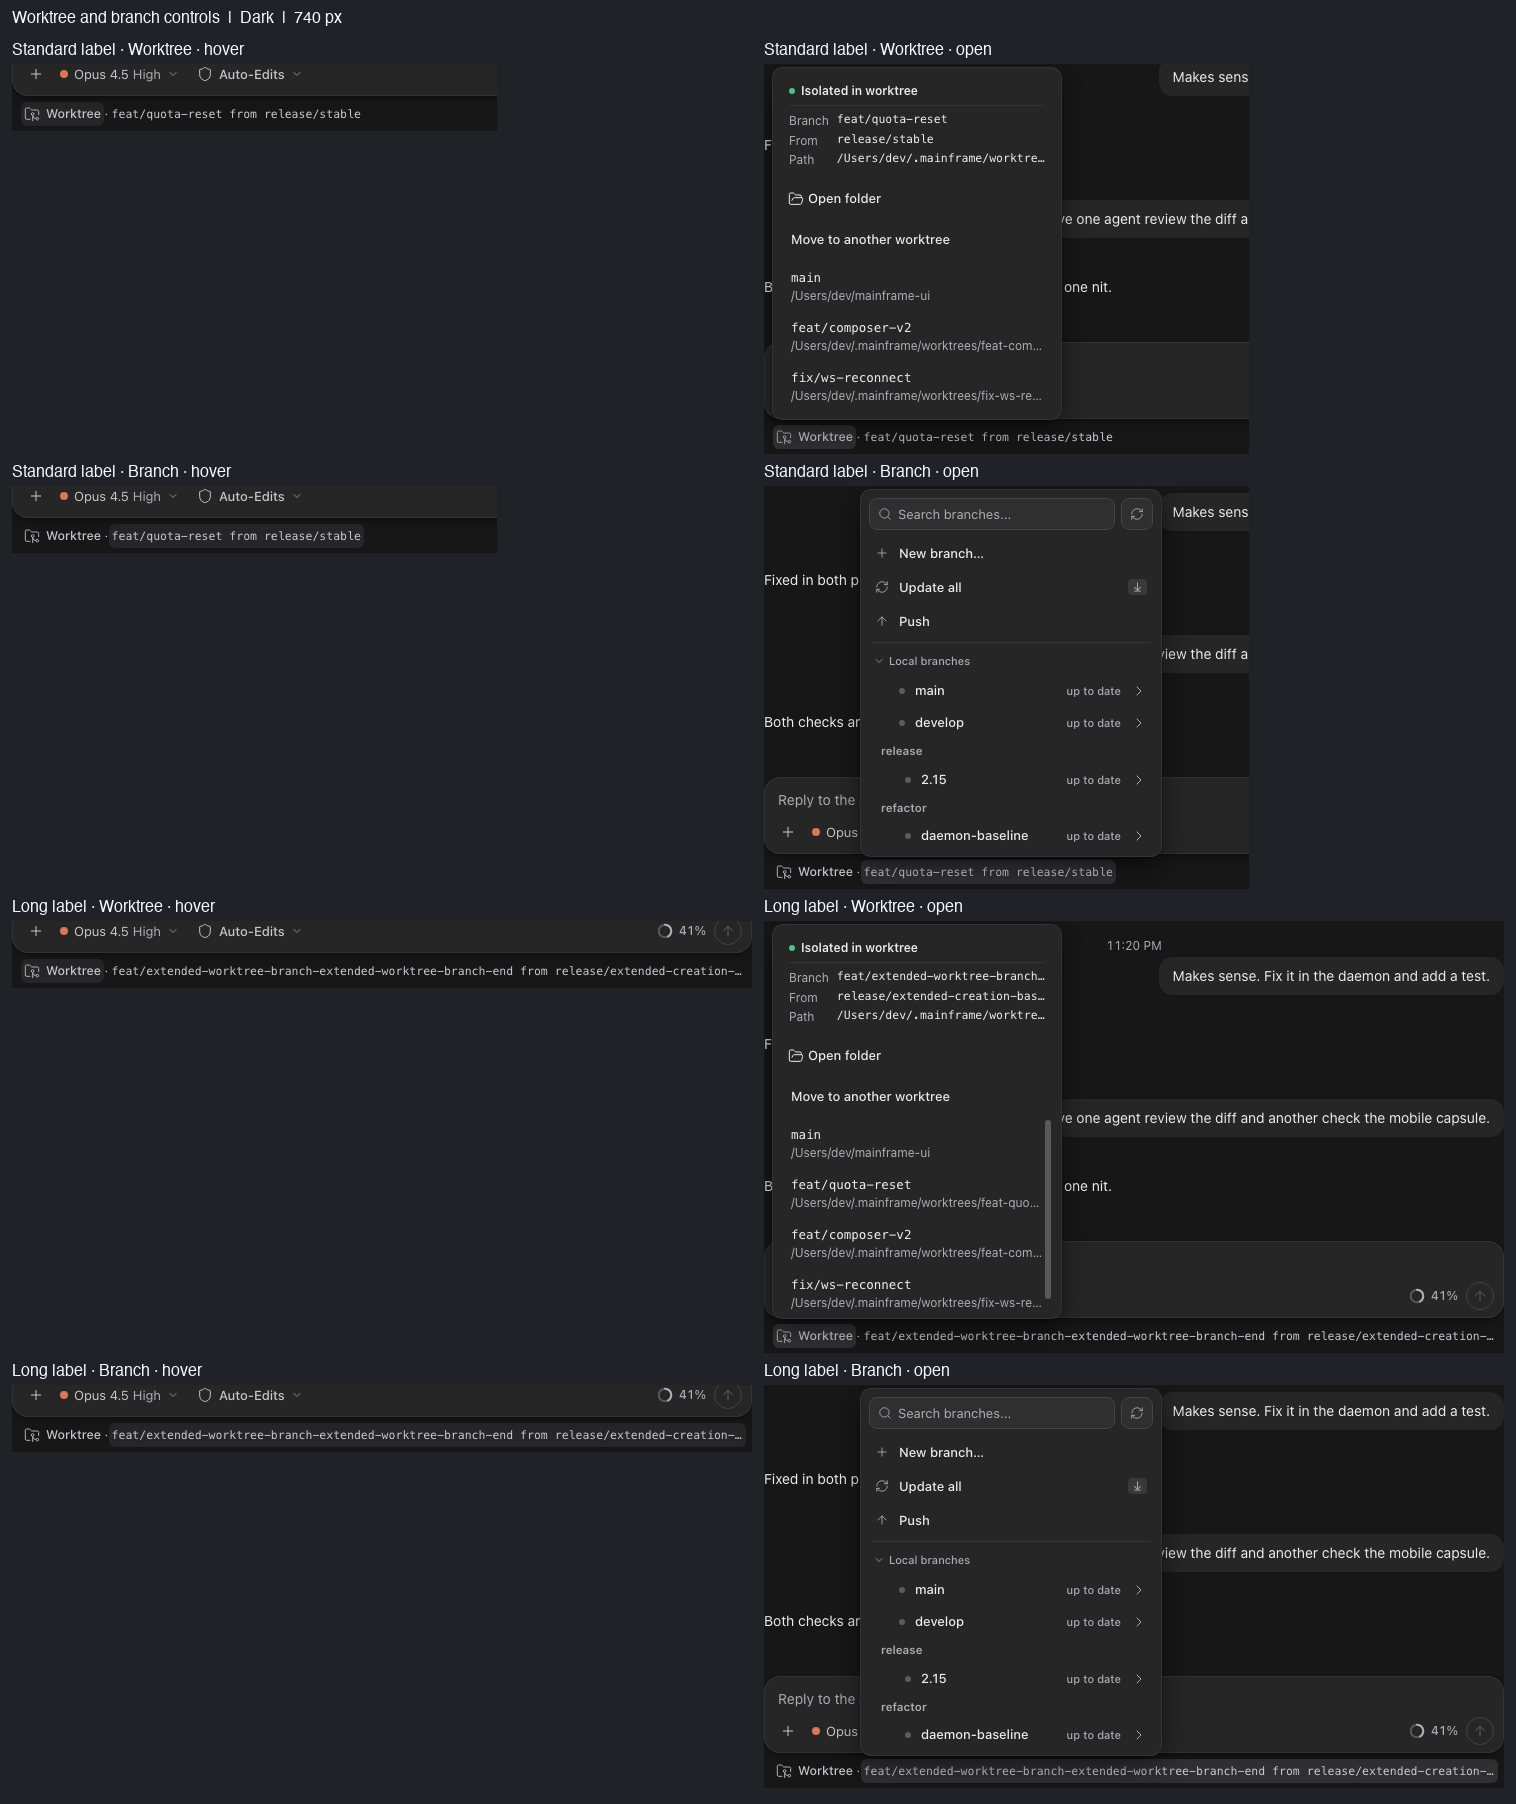 Worktree and branch controls | Dark | 740 px
Standard label · Worktree · hover
Opus 4.5 High
Auto-Edits
Worktree · feat/quota-reset from release/stable
Standard label · Worktree · open
Makes sens
Isolated in worktree
Branch feat/quota-reset
From release/stable
Path /Users/dev/.mainframe/worktre…
F
Open folder
ve one agent review the diff a
Move to another worktree
main
/Users/dev/mainframe-ui
B
one nit.
feat/composer-v2
/Users/dev/.mainframe/worktrees/feat-com...
fix/ws-reconnect
/Users/dev/.mainframe/worktrees/fix-ws-re...
Worktree · feat/quota-reset from release/stable
Standard label · Branch · hover
Opus 4.5 High
Auto-Edits
Worktree · feat/quota-reset from release/stable
Standard label · Branch · open
Search branches...
Makes sens
New branch...
Fixed in both p
Update all
Push
view the diff a
Local branches
main up to date
develop up to date
Both checks ar
release
2.15 up to date
Reply to the
refactor
Opus
daemon-baseline up to date
Worktree · feat/quota-reset from release/stable
Long label · Worktree · hover
Opus 4.5 High
Auto-Edits
41%
Worktree · feat/extended-worktree-branch-extended-worktree-branch-end from release/extended-creation-…
Long label · Worktree · open
11:20 PM
Makes sense. Fix it in the daemon and add a test.
Isolated in worktree
Branch feat/extended-worktree-branch…
From release/extended-creation-bas…
Path /Users/dev/.mainframe/worktre…
F
Open folder
Move to another worktree
ve one agent review the diff and another check the mobile capsule.
main
/Users/dev/mainframe-ui
B
one nit.
feat/quota-reset
/Users/dev/.mainframe/worktrees/feat-quo...
feat/composer-v2
/Users/dev/.mainframe/worktrees/feat-com...
fix/ws-reconnect
/Users/dev/.mainframe/worktrees/fix-ws-re...
41%
Worktree · feat/extended-worktree-branch-extended-worktree-branch-end from release/extended-creation-…
Long label · Branch · hover
Opus 4.5 High
Auto-Edits
41%
Worktree · feat/extended-worktree-branch-extended-worktree-branch-end from release/extended-creation-…
Long label · Branch · open
Search branches...
Makes sense. Fix it in the daemon and add a test.
New branch...
Fixed in both p
Update all
Push
view the diff and another check the mobile capsule.
Local branches
main up to date
develop up to date
Both checks ar
release
2.15 up to date
Reply to the
refactor
Opus
daemon-baseline up to date
41%
Worktree · feat/extended-worktree-branch-extended-worktree-branch-end from release/extended-creation-…